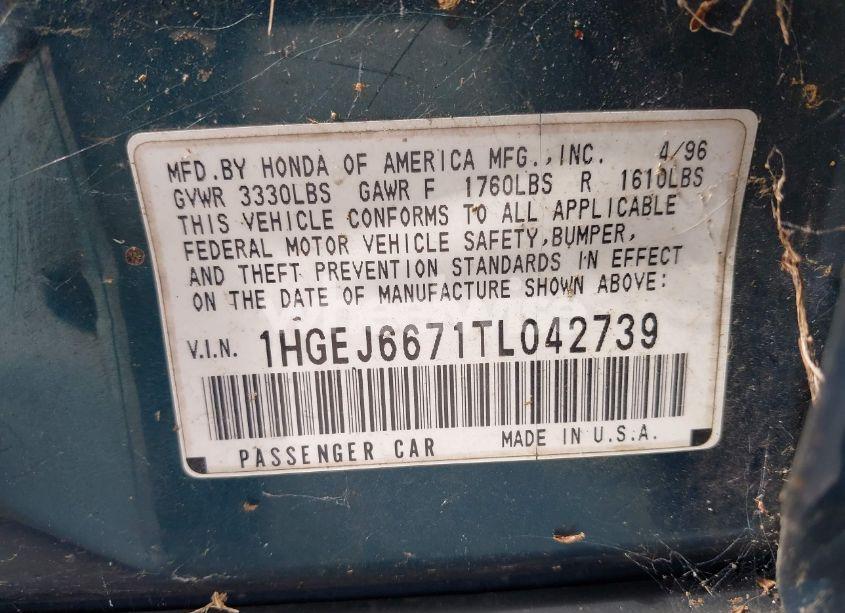 MFD.BY HONDA OF AMERICA MFG.,INC. 4/96
GVWR 3330LBS GAWR F 1760LBS R 1610LBS
THIS VEHICLE CONFORMS TO ALL APPLICABLE
FEDERAL MOTOR VEHICLE SAFETY,BUMPER,
AND THEFT PREVENTION STANDARDS IN EFFECT
ON THE DATE OF MANUFACTURE SHOWN ABOVE:
V.I.N. 1HGEJ6671TL042739
PASSENGER CAR MADE IN U.S.A.